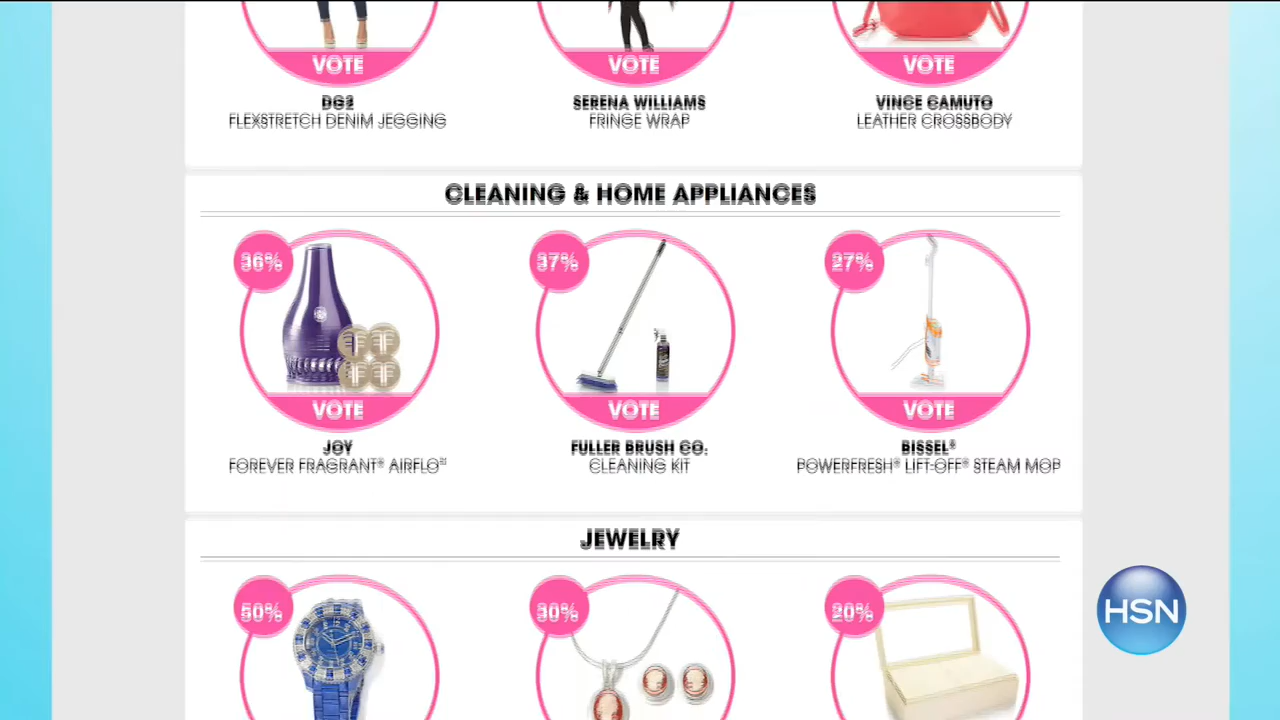 VOTE VOTE VOTE
DG2 SERENA WILLIAMS VINCE CAMUTO
FLEXSTRETCH DENIM JEGGING FRINGE WRAP LEATHER CROSSBODY
CLEANING & HOME APPLIANCES
36% 37% 27%
VOTE VOTE VOTE
JOY FULLER BRUSH CO. BISSEL®
FOREVER FRAGRANT® AIRFLO™ CLEANING KIT POWERFRESH® LIFT-OFF® STEAM MOP
JEWELRY
50% 30% 20%
HSN